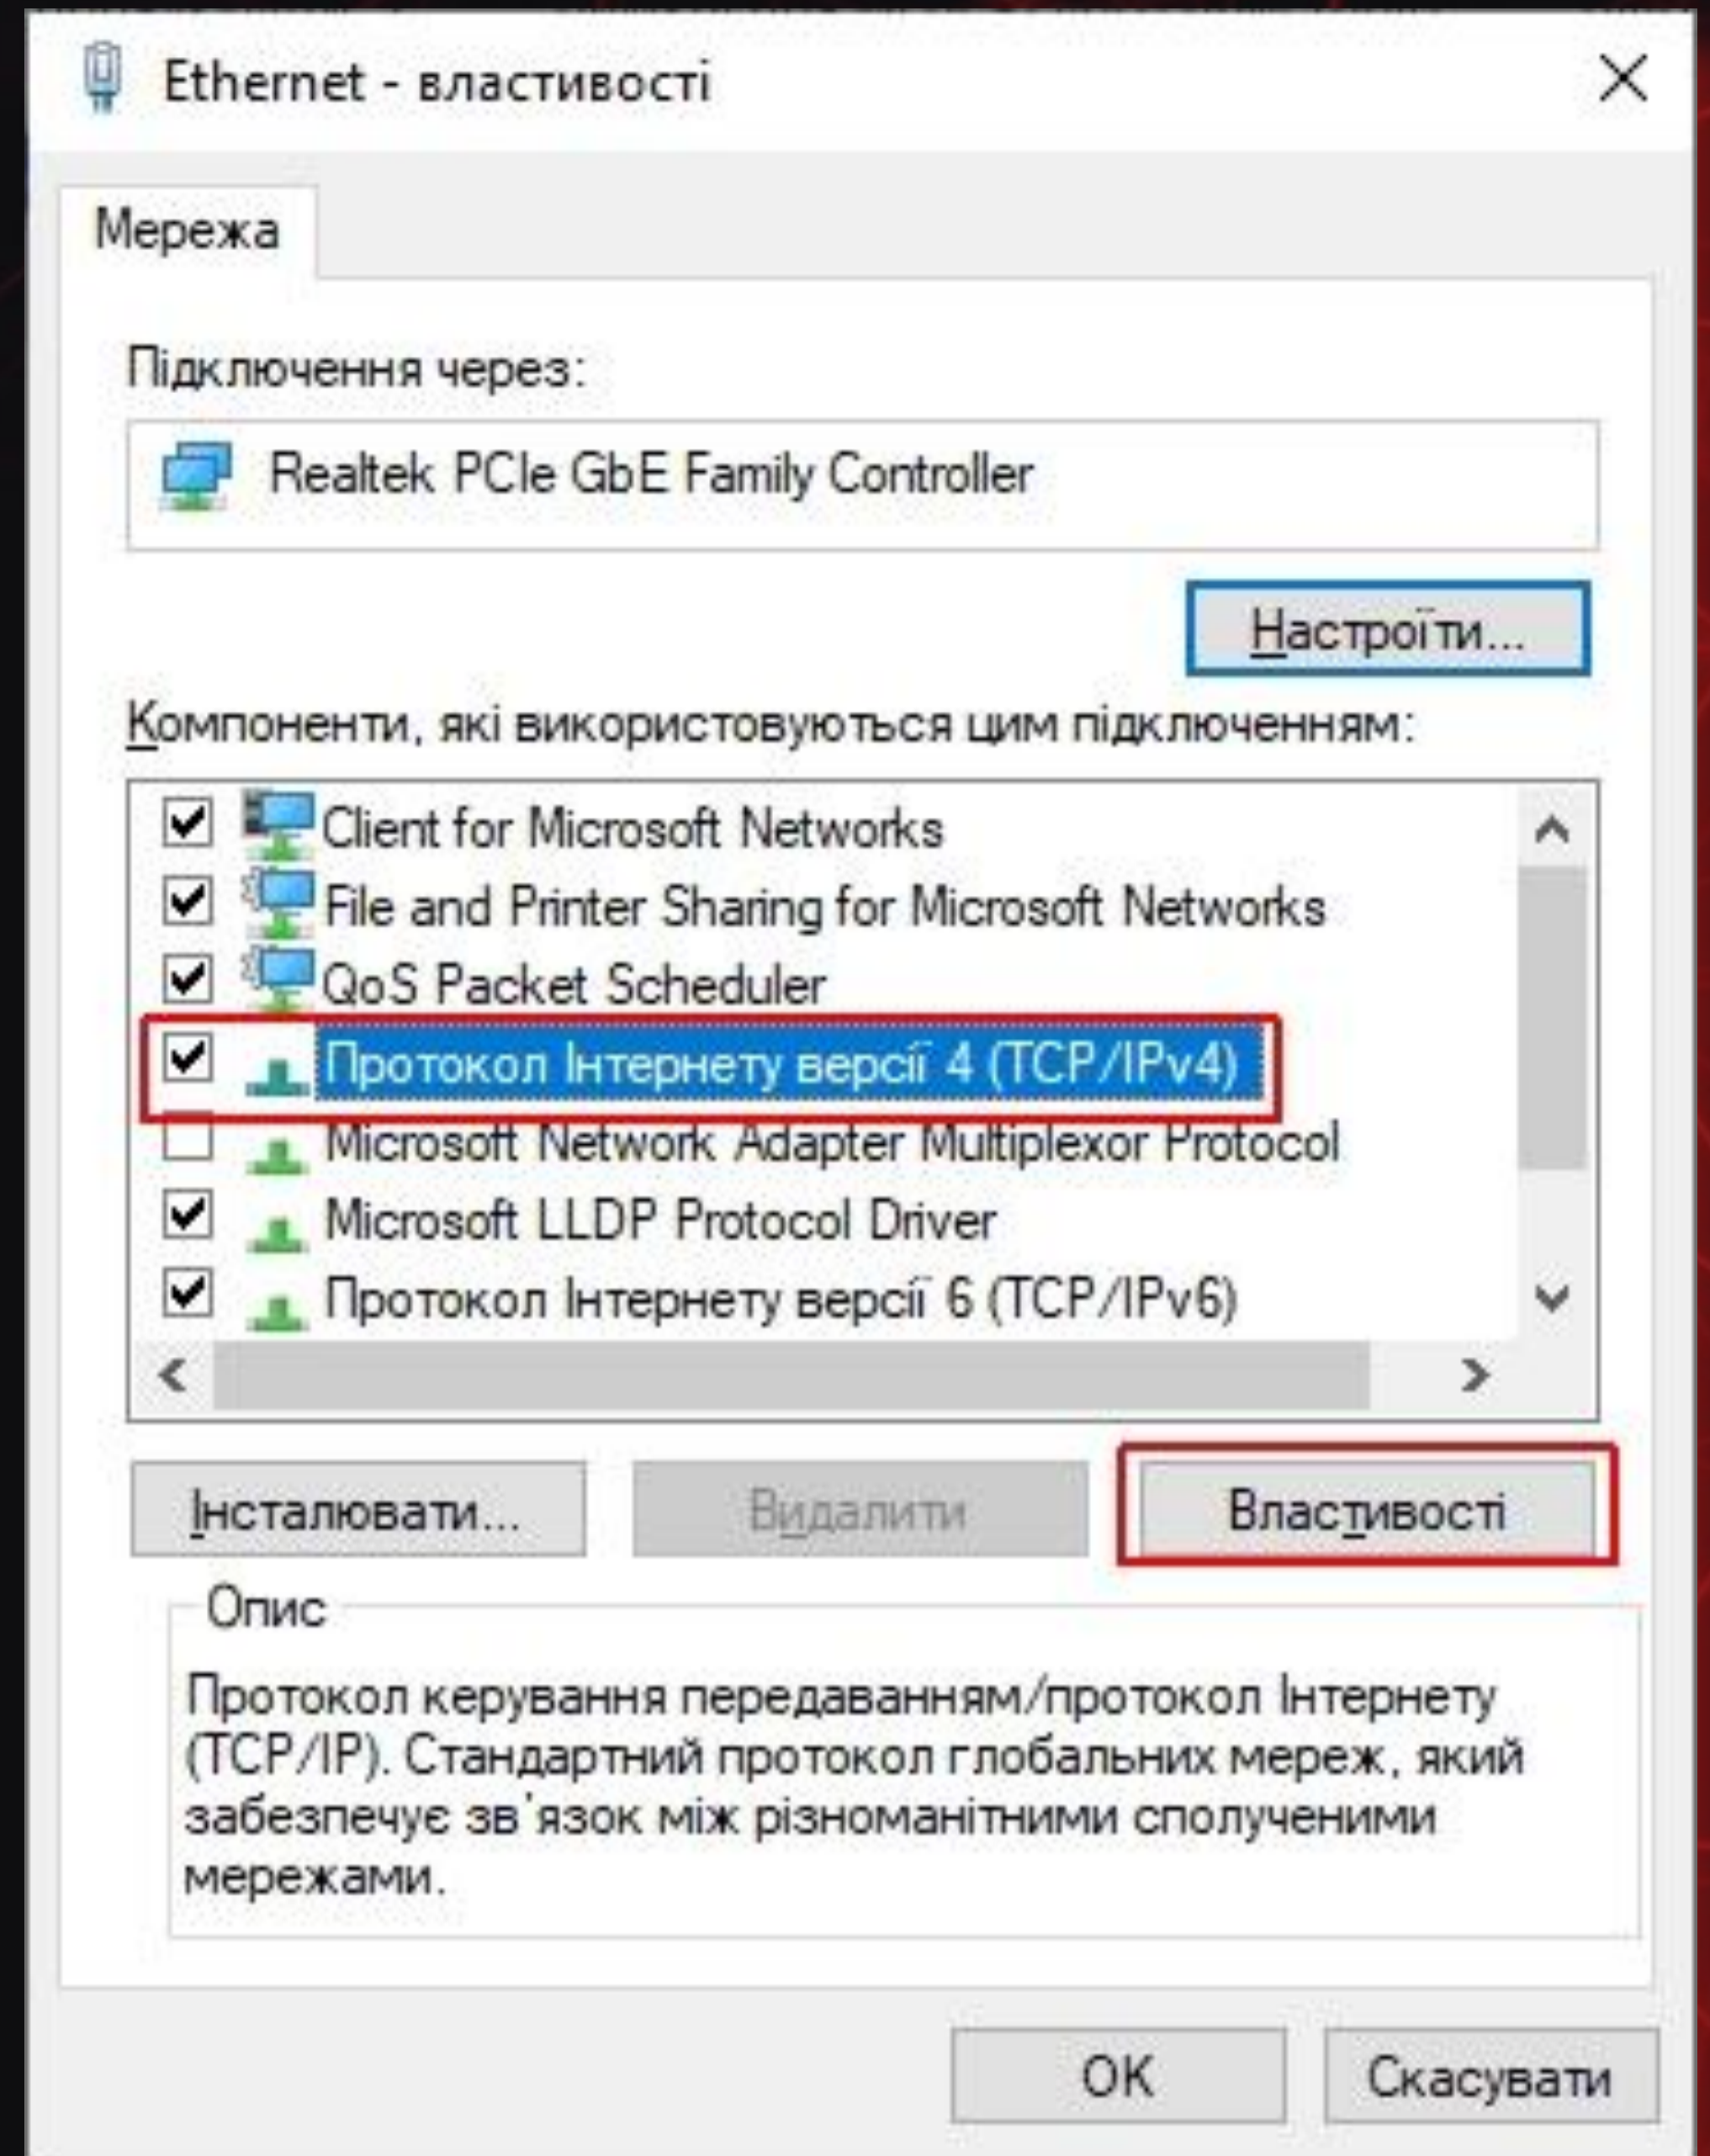 Ethernet - властивості
Мережа
Підключення через:
Realtek PCIe GbE Family Controller
Настроїти...
Компоненти, які використовуються цим підключенням:
Client for Microsoft Networks
File and Printer Sharing for Microsoft Networks
QoS Packet Scheduler
Протокол Інтернету версії 4 (TCP/IPv4)
Microsoft Network Adapter Multiplexor Protocol
Microsoft LLDP Protocol Driver
Протокол Інтернету версії 6 (TCP/IPv6)
Інсталювати...
Видалити
Властивості
Опис
Протокол керування передаванням/протокол Інтернету
(TCP/IP). Стандартний протокол глобальних мереж, який
забезпечує зв'язок між різноманітними сполученими
мережами.
OK
Скасувати